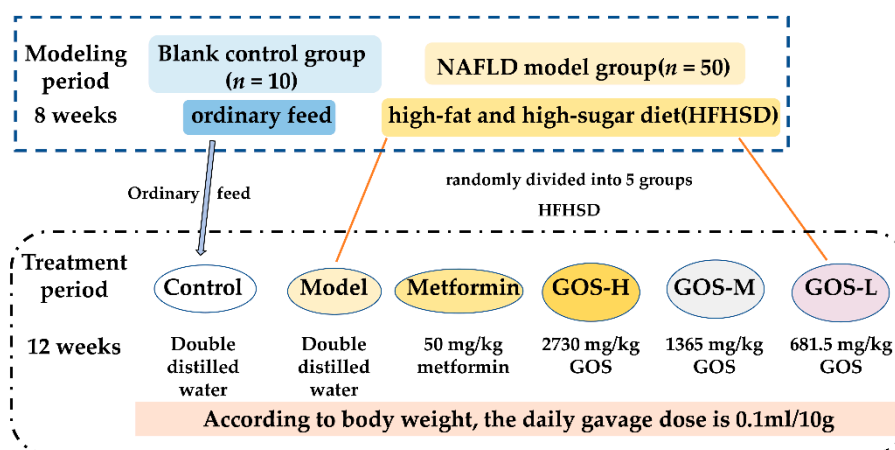 Modeling period
8 weeks
Blank control group
(n = 10)
ordinary feed
NAFLD model group(n = 50)
high-fat and high-sugar diet(HFHSD)
Ordinary feed
randomly divided into 5 groups
HFHSD
Treatment period
12 weeks
Control
Model
Metformin
GOS-H
GOS-M
GOS-L
Double
distilled
water
Double
distilled
water
50 mg/kg
metformin
2730 mg/kg
GOS
1365 mg/kg
GOS
681.5 mg/kg
GOS
According to body weight, the daily gavage dose is 0.1ml/10g